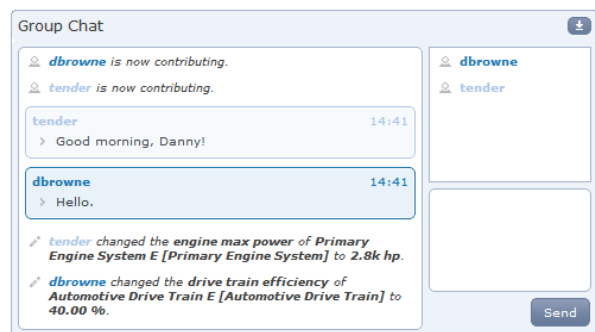 Group Chat
dbrowne is now contributing.
tender is now contributing.
tender 14:41
> Good morning, Danny!
dbrowne 14:41
> Hello.
tender changed the engine max power of Primary
Engine System E [Primary Engine System] to 2.8k hp.
dbrowne changed the drive train efficiency of
Automotive Drive Train E [Automotive Drive Train] to
40.00 %.
dbrowne
tender
Send